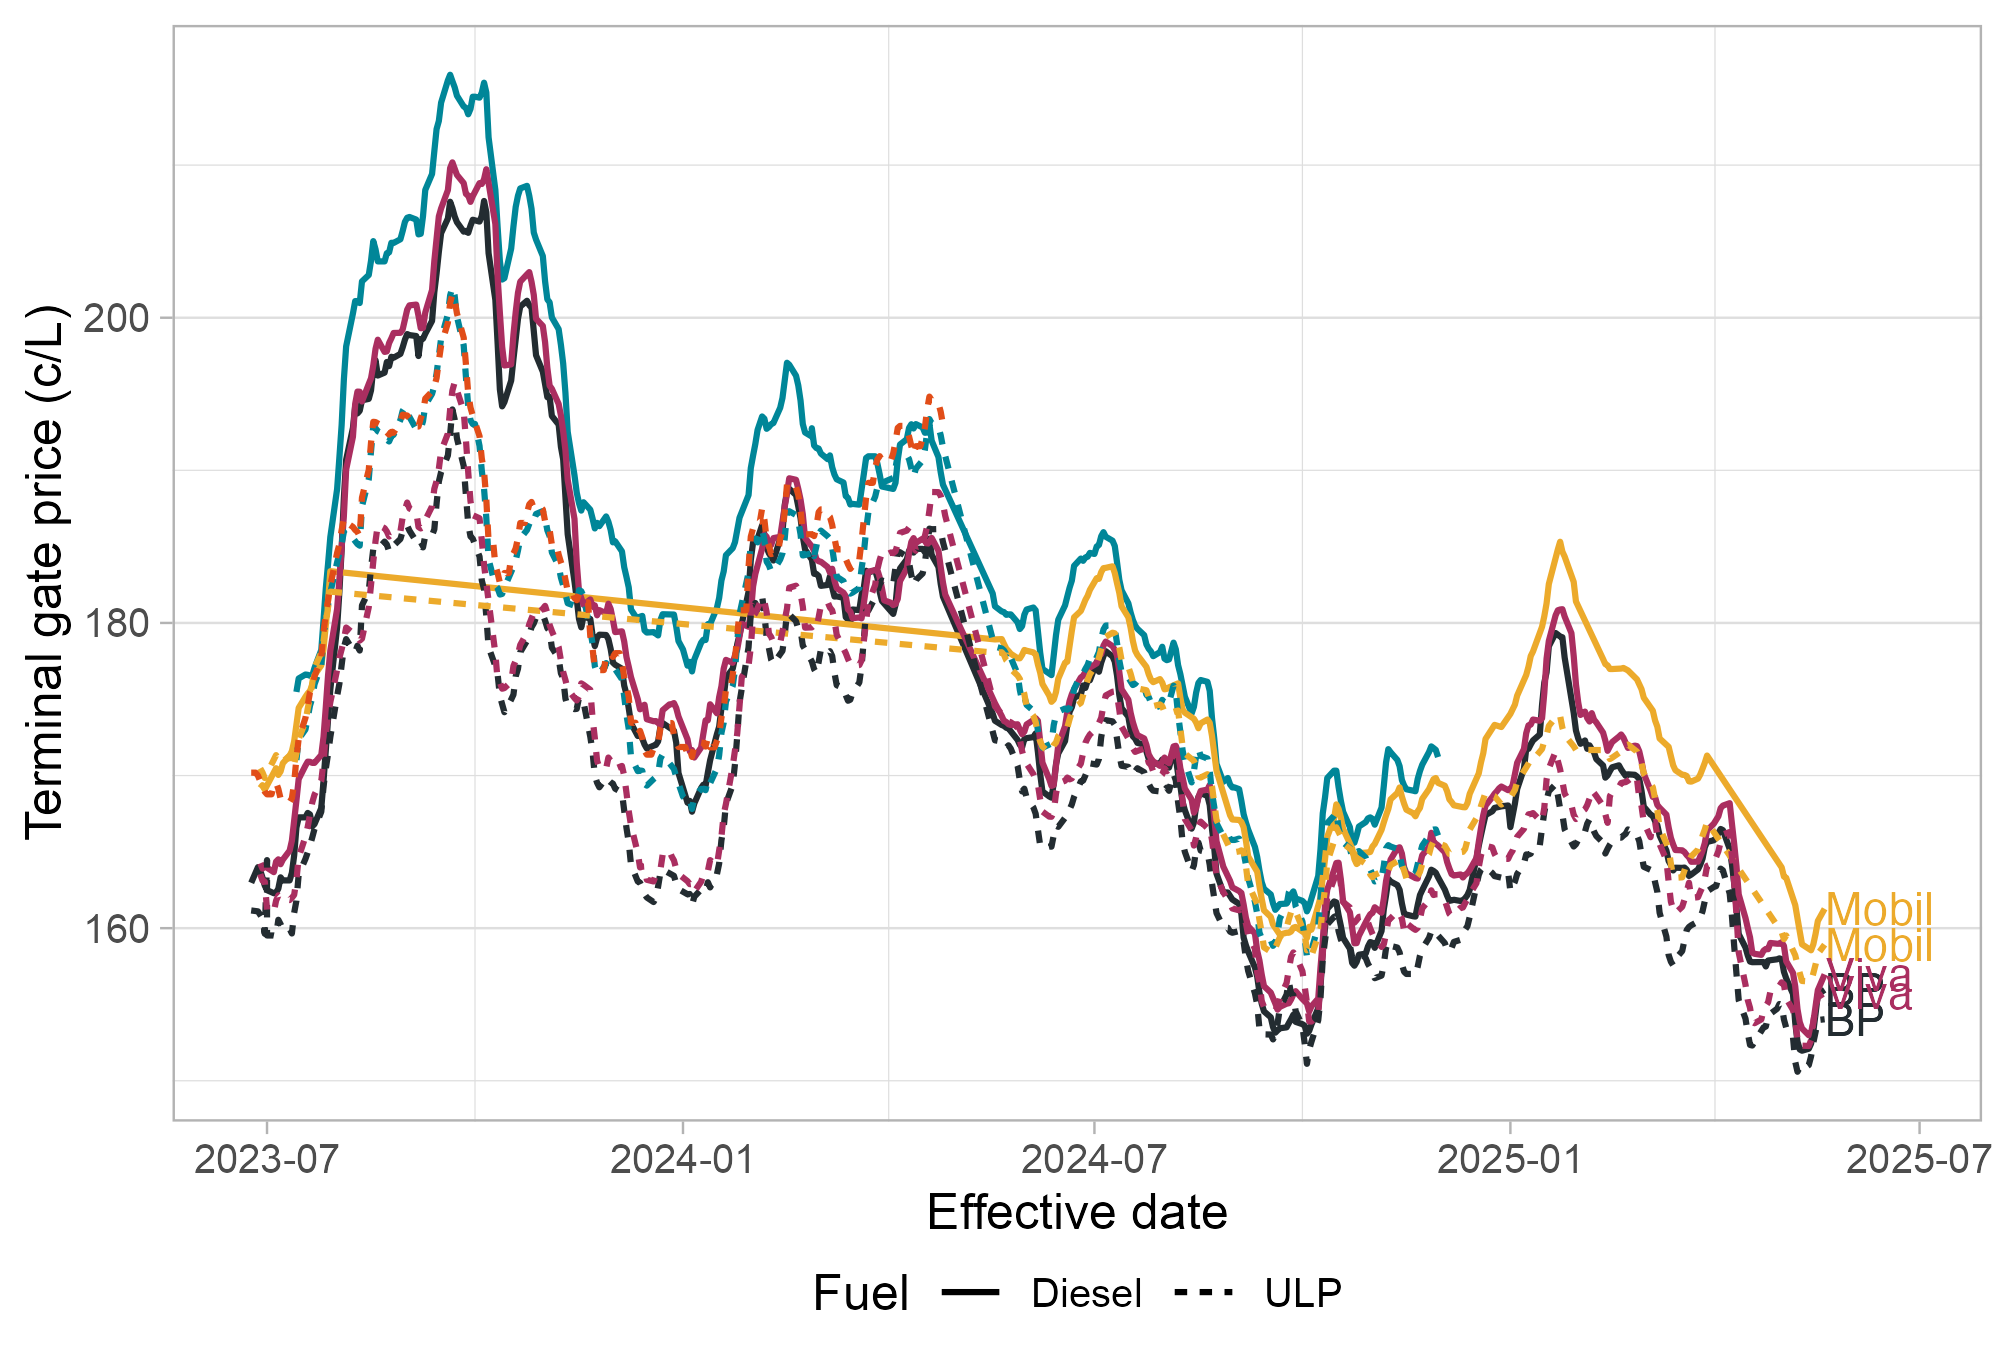 Terminal gate price (c/L)
200
180
160
Mobil
Mobil
Viva
BP
Viva
BP
2023-07
2024-01
2024-07
2025-01
2025-07
Effective date
Fuel
Diesel
ULP